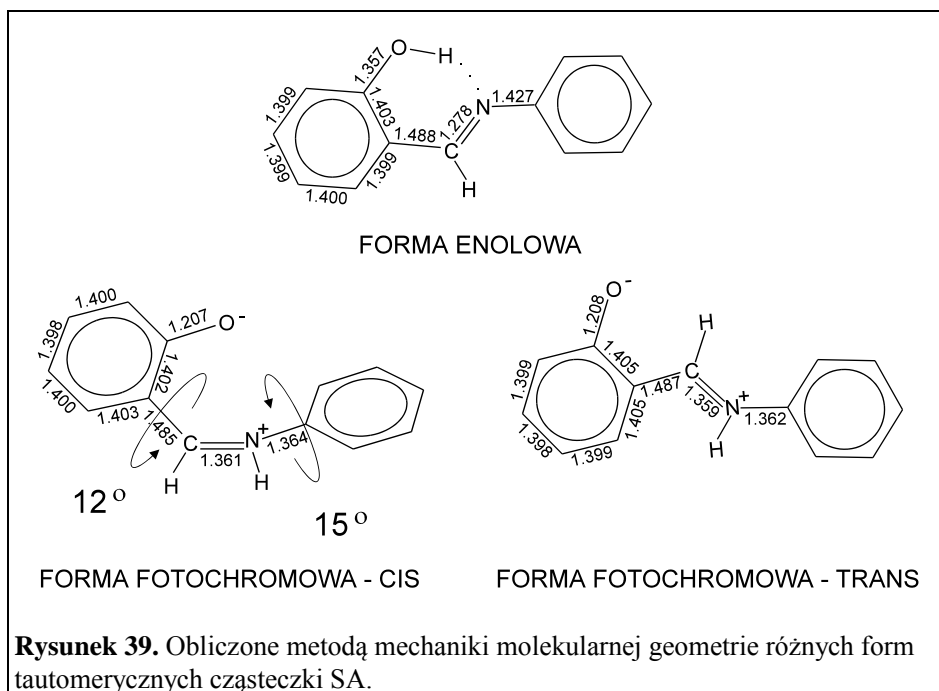 O H
1.357
1.399
1.403
N 1.427
1.278
1.488
C
1.399
1.399
1.400
H
FORMA ENOLOWA
1.400
1.207 O⁻
1.398
1.402
1.400
1.403
1.485
C N⁺ 1.364
1.361
H H
12 o
15 o
FORMA FOTOCHROMOWA - CIS
O⁻
H
1.208
1.405
C
1.399
1.487
1.359
N⁺ 1.362
1.405
H
1.398
1.399
FORMA FOTOCHROMOWA - TRANS
Rysunek 39. Obliczone metodą mechaniki molekularnej geometrie różnych form
tautomerycznych cząsteczki SA.